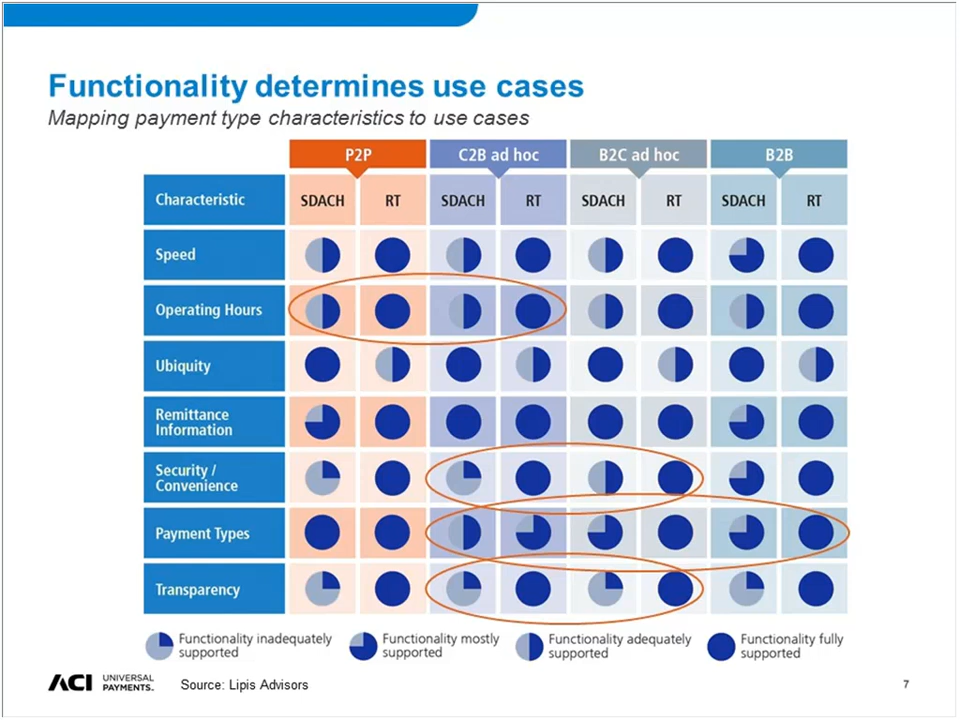 Functionality determines use cases
Mapping payment type characteristics to use cases
P2P C2B ad hoc B2C ad hoc B2B
Characteristic SDACH RT SDACH RT SDACH RT SDACH RT
Speed
Operating Hours
Ubiquity
Remittance
Information
Security /
Convenience
Payment Types
Transparency
Functionality inadequately
supported
Functionality mostly
supported
Functionality adequately
supported
Functionality fully
supported
ACI UNIVERSAL
PAYMENTS.
Source: Lipis Advisors
7